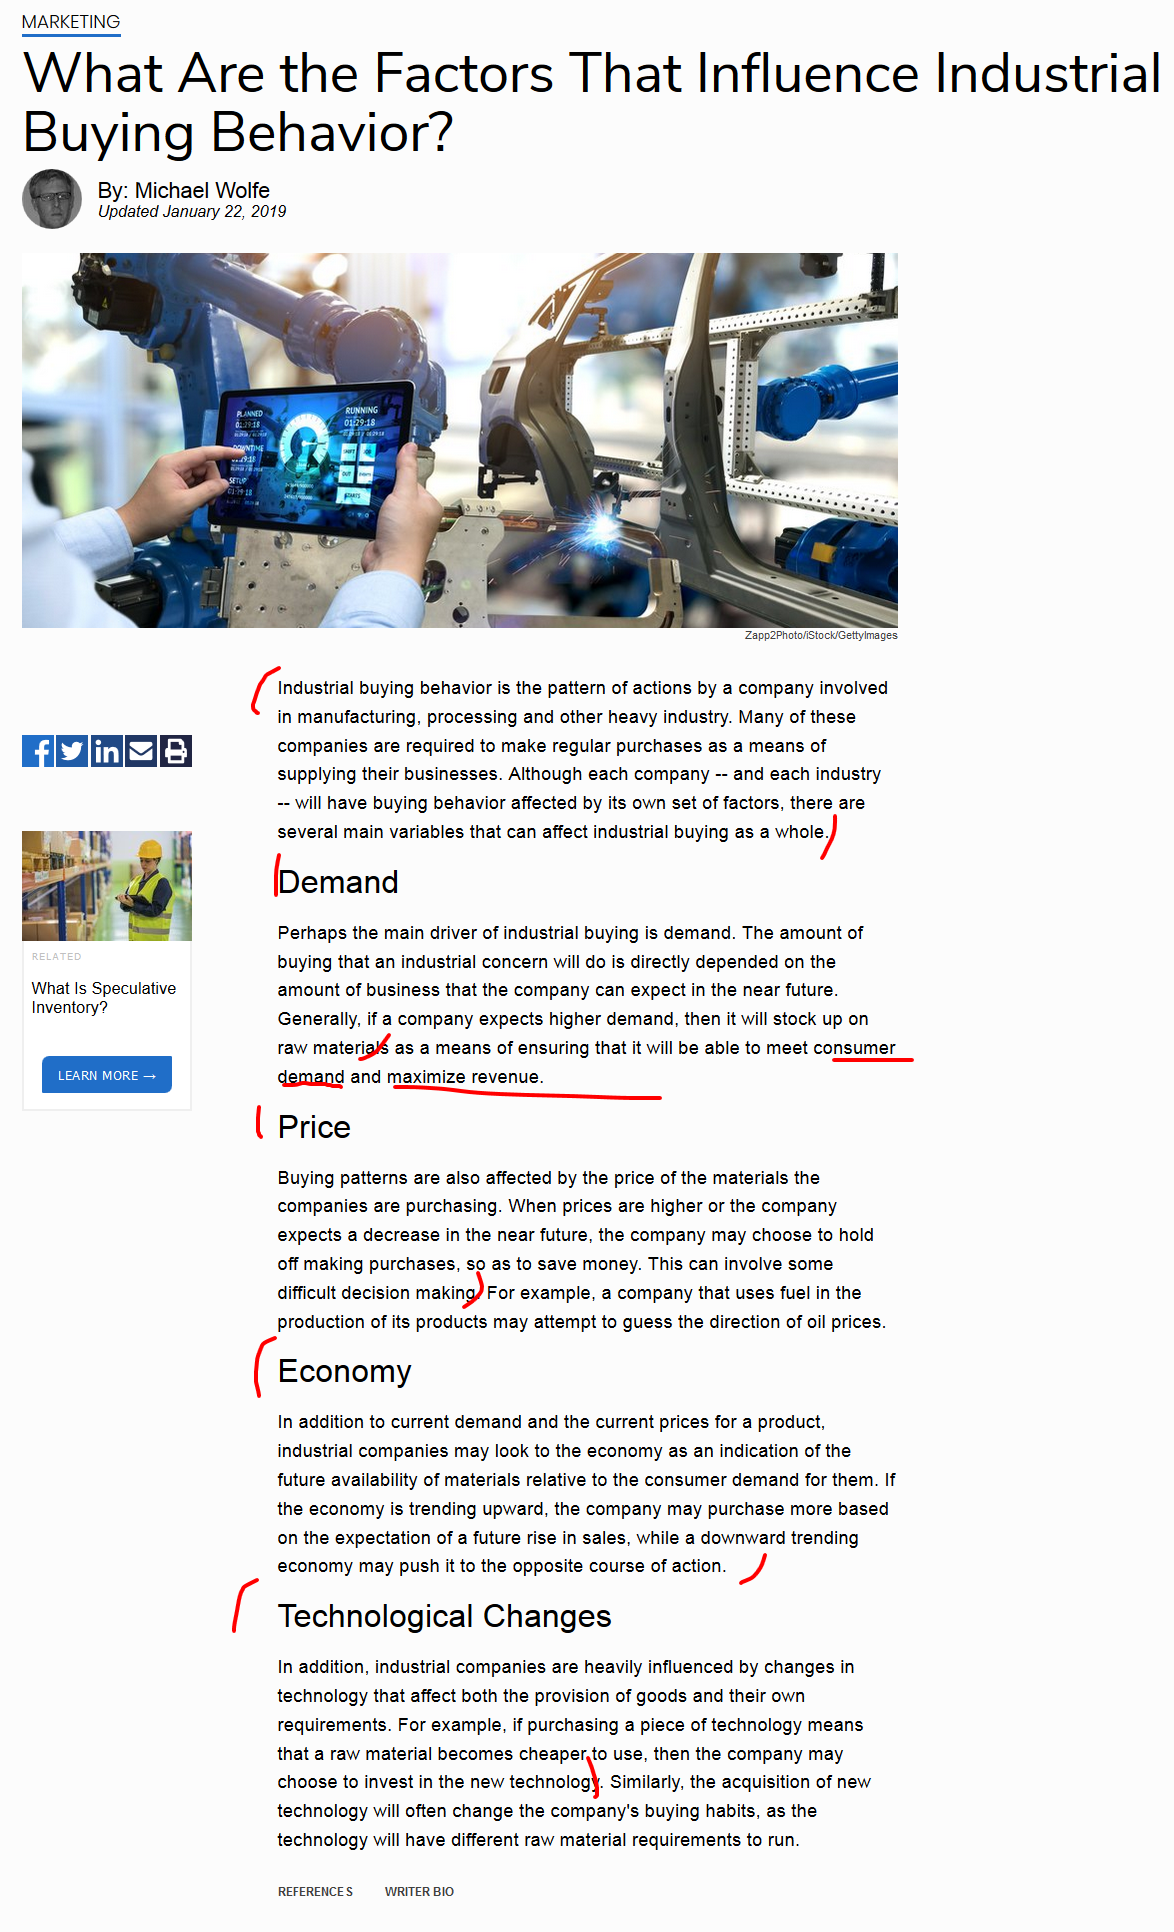 MARKETING
What Are the Factors That Influence Industrial
Buying Behavior?
By: Michael Wolfe
Updated January 22, 2019
PLANNED
01:29:18
DOWNTIME
SETUP
RUNNING
01:29:18
STARTS
Zapp2Photo/iStock/GettyImages
Industrial buying behavior is the pattern of actions by a company involved
in manufacturing, processing and other heavy industry. Many of these
companies are required to make regular purchases as a means of
supplying their businesses. Although each company -- and each industry
-- will have buying behavior affected by its own set of factors, there are
several main variables that can affect industrial buying as a whole.
Demand
Perhaps the main driver of industrial buying is demand. The amount of
buying that an industrial concern will do is directly depended on the
amount of business that the company can expect in the near future.
Generally, if a company expects higher demand, then it will stock up on
raw materials as a means of ensuring that it will be able to meet consumer
demand and maximize revenue.
RELATED
What Is Speculative
Inventory?
LEARN MORE →
Price
Buying patterns are also affected by the price of the materials the
companies are purchasing. When prices are higher or the company
expects a decrease in the near future, the company may choose to hold
off making purchases, so as to save money. This can involve some
difficult decision making. For example, a company that uses fuel in the
production of its products may attempt to guess the direction of oil prices.
Economy
In addition to current demand and the current prices for a product,
industrial companies may look to the economy as an indication of the
future availability of materials relative to the consumer demand for them. If
the economy is trending upward, the company may purchase more based
on the expectation of a future rise in sales, while a downward trending
economy may push it to the opposite course of action.
Technological Changes
In addition, industrial companies are heavily influenced by changes in
technology that affect both the provision of goods and their own
requirements. For example, if purchasing a piece of technology means
that a raw material becomes cheaper to use, then the company may
choose to invest in the new technology. Similarly, the acquisition of new
technology will often change the company's buying habits, as the
technology will have different raw material requirements to run.
REFERENCES WRITER BIO